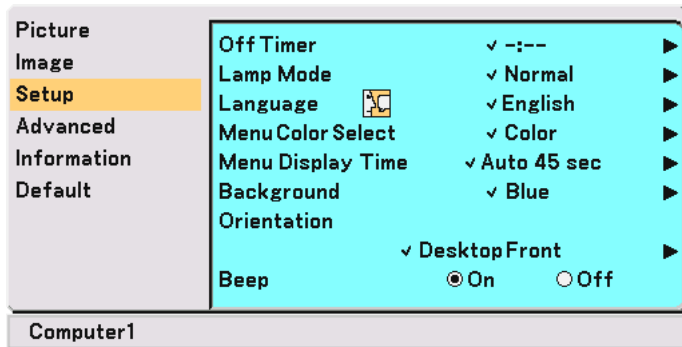 Picture
Image
Setup
Advanced
Information
Default
Off Timer ✓ -:--
Lamp Mode ✓ Normal
Language ✓ English
Menu Color Select ✓ Color
Menu Display Time ✓ Auto 45 sec
Background ✓ Blue
Orientation
✓ Desktop Front
Beep On Off
Computer1